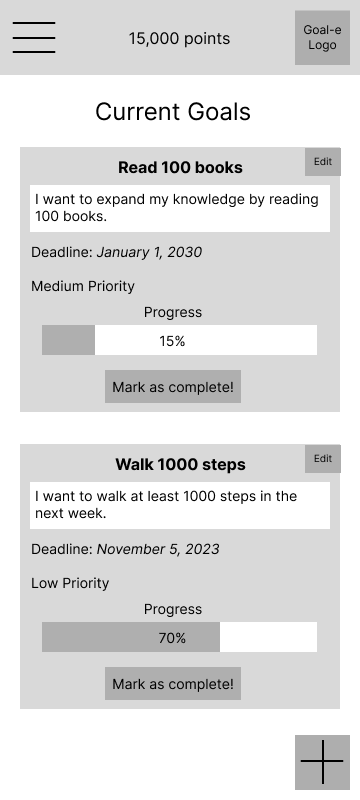 15,000 points
Goal-e
Logo
Current Goals
Edit
Read 100 books
I want to expand my knowledge by reading
100 books.
Deadline: January 1, 2030
Medium Priority
Progress
15%
Mark as complete!
Edit
Walk 1000 steps
I want to walk at least 1000 steps in the
next week.
Deadline: November 5, 2023
Low Priority
Progress
70%
Mark as complete!